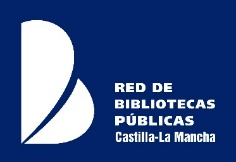 RED DE
BIBLIOTECAS
PÚBLICAS
Castilla-La Mancha